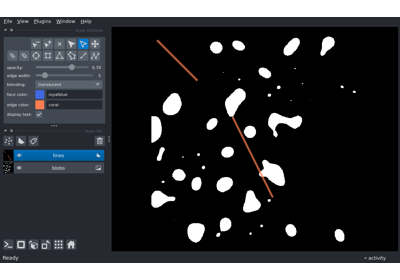 File View Plugins Window Help
opacity: 0.70
edge width: 5
blending: translucent
face color: royalblue
edge color: coral
display text:
lines
blobs
Ready
activity